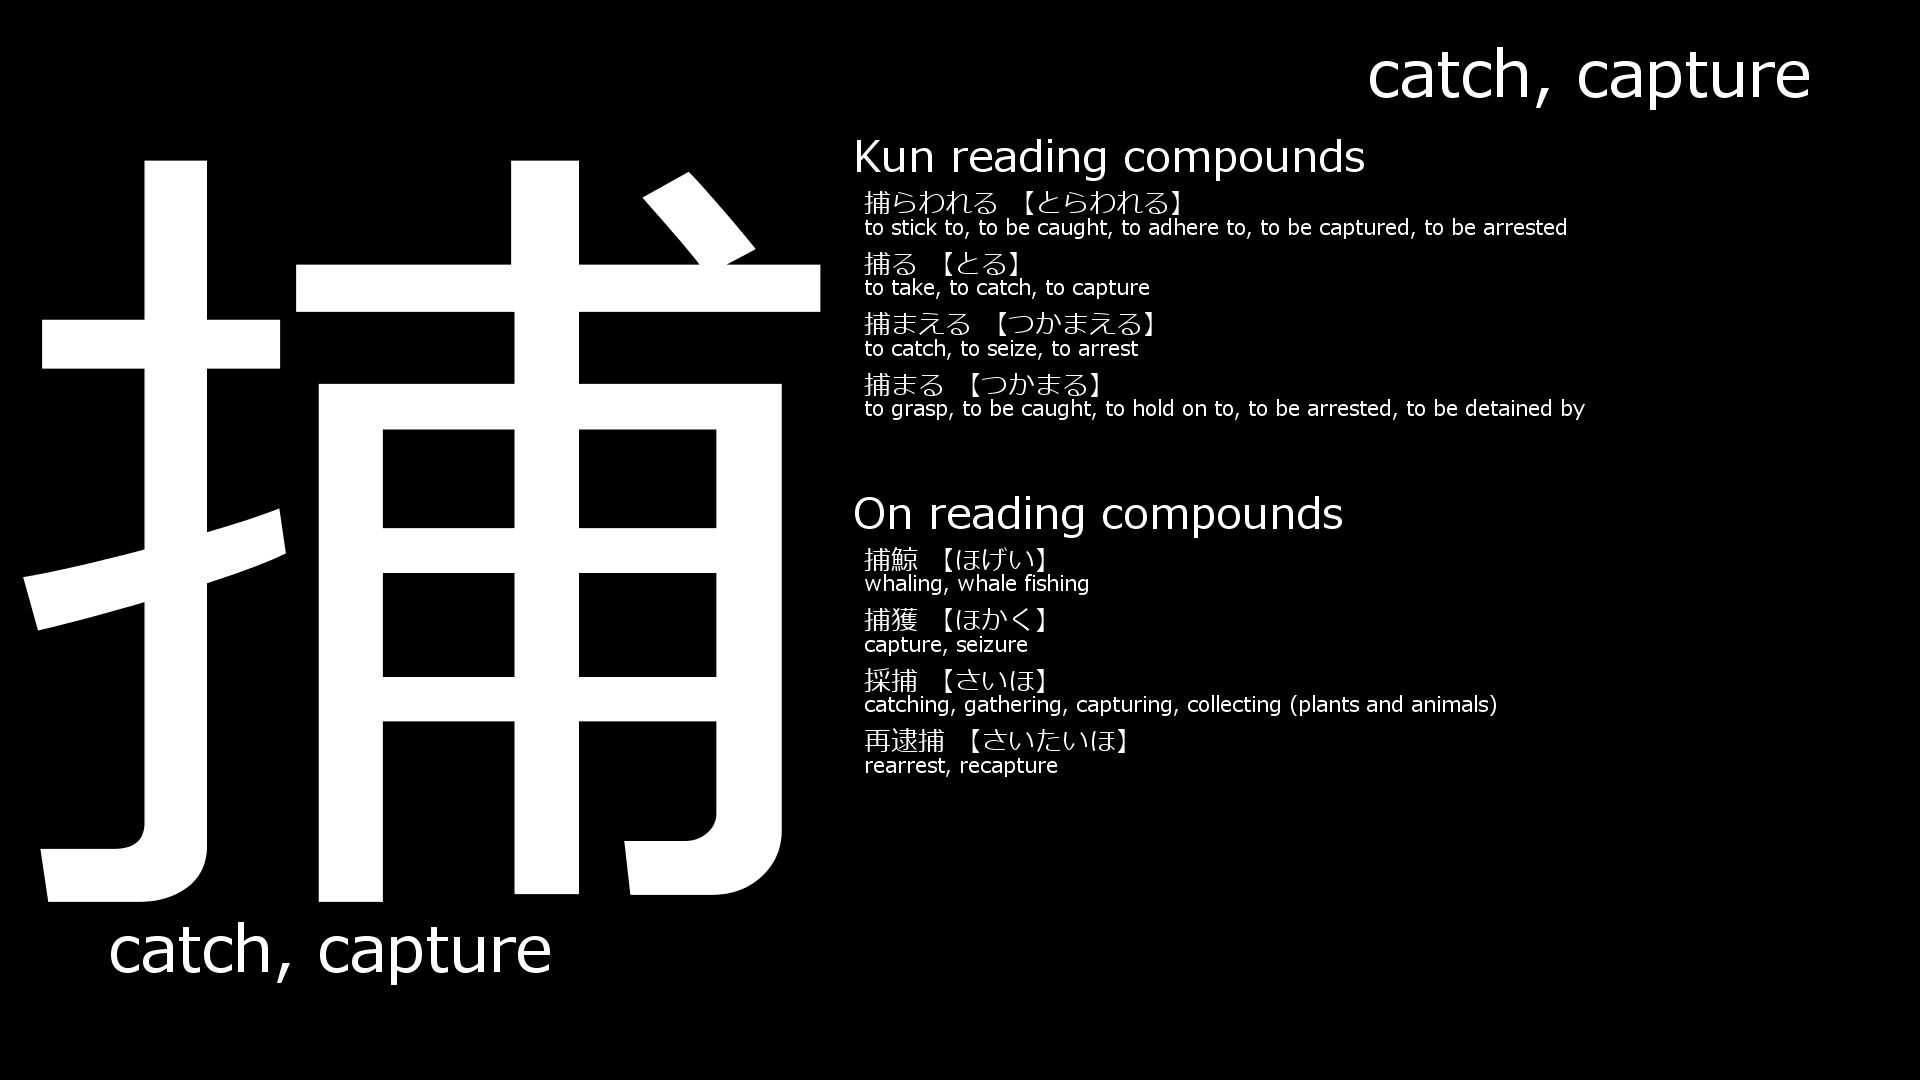 捕
catch, capture
catch, capture
Kun reading compounds
捕らわれる 【とらわれる】
to stick to, to be caught, to adhere to, to be captured, to be arrested
捕る 【とる】
to take, to catch, to capture
捕まえる 【つかまえる】
to catch, to seize, to arrest
捕まる 【つかまる】
to grasp, to be caught, to hold on to, to be arrested, to be detained by
On reading compounds
捕鯨 【ほげい】
whaling, whale fishing
捕獲 【ほかく】
capture, seizure
採捕 【さいほ】
catching, gathering, capturing, collecting (plants and animals)
再逮捕 【さいたいほ】
rearrest, recapture